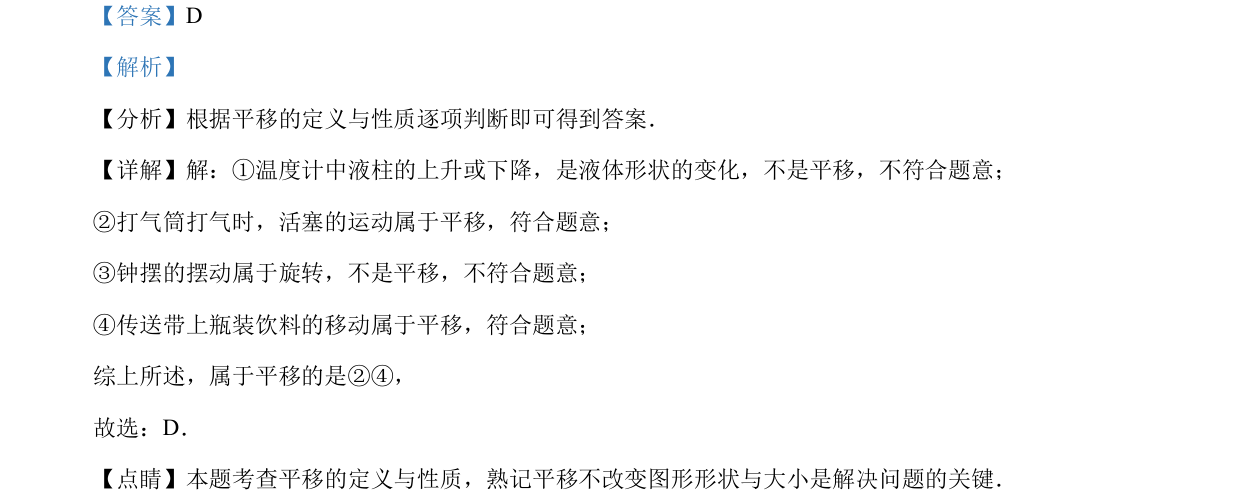 【答案】D
【解析】
【分析】根据平移的定义与性质逐项判断即可得到答案．
【详解】解：①温度计中液柱的上升或下降，是液体形状的变化，不是平移，不符合题意；
②打气筒打气时，活塞的运动属于平移，符合题意；
③钟摆的摆动属于旋转，不是平移，不符合题意；
④传送带上瓶装饮料的移动属于平移，符合题意；
综上所述，属于平移的是②④，
故选：D．
【点睛】本题考查平移的定义与性质，熟记平移不改变图形形状与大小是解决问题的关键．